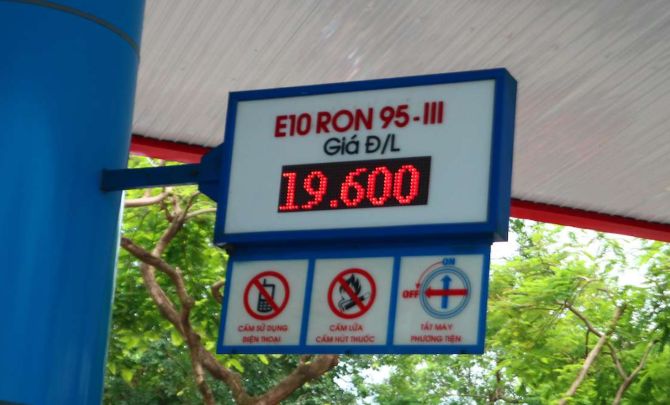 E10 RON 95-III
Giá Đ/L
19.600
CẤM SỬ DỤNG
ĐIỆN THOẠI
CẤM LỬA
CẤM HÚT THUỐC
ON
OFF
TẮT MÁY
PHƯƠNG TIỆN